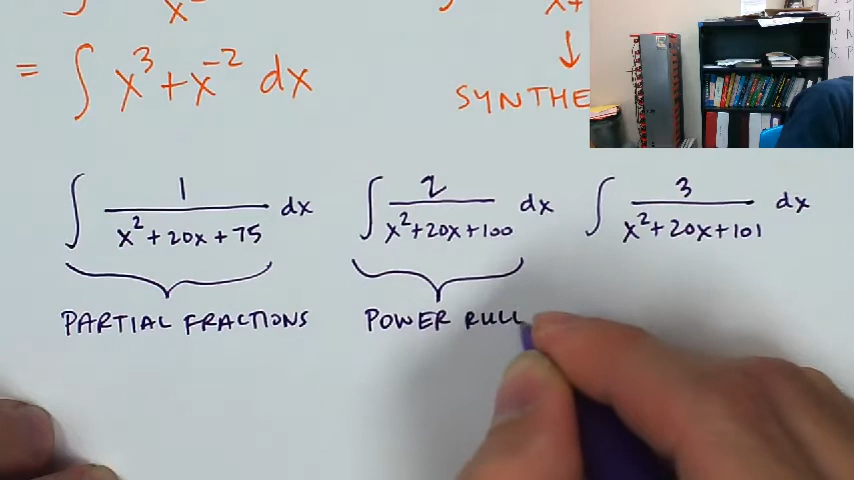 = ∫ x³ + x⁻² dx
SYNTHE
∫ 1/(x²+20x+75) dx ∫ 2/(x²+20x+100) dx ∫ 3/(x²+20x+101) dx
PARTIAL FRACTIONS POWER RUL